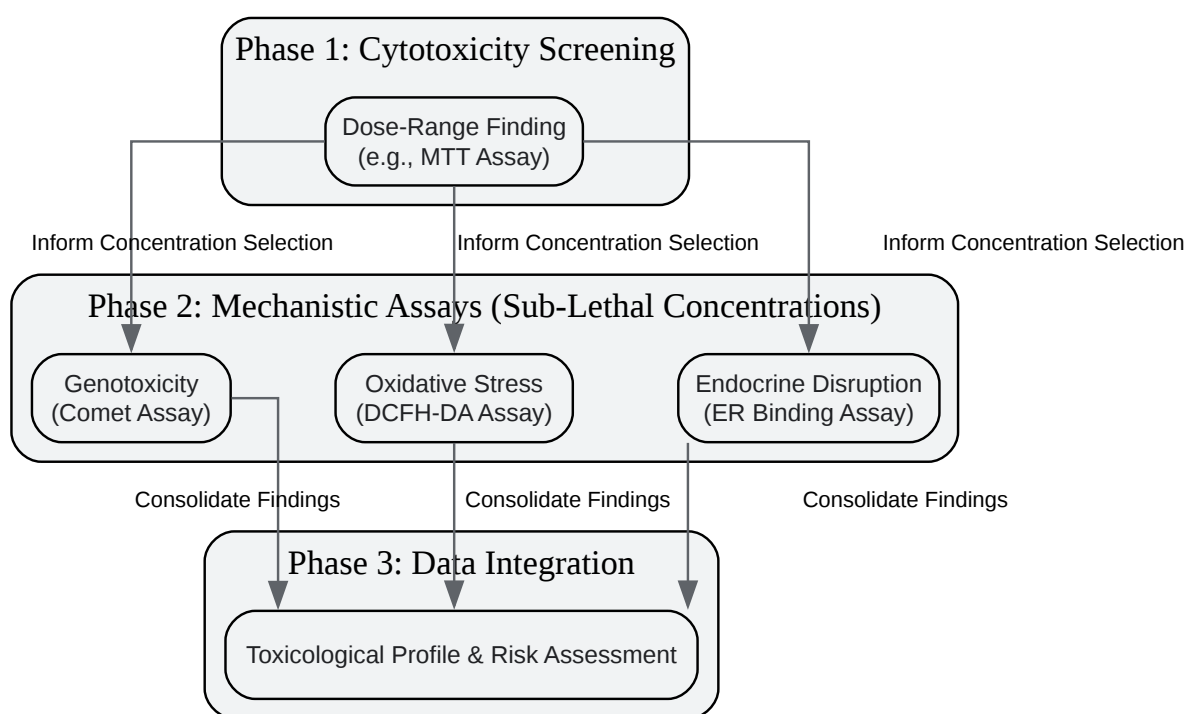 Phase 1: Cytotoxicity Screening
Dose-Range Finding
(e.g., MTT Assay)
Inform Concentration Selection
Inform Concentration Selection
Inform Concentration Selection
Phase 2: Mechanistic Assays (Sub-Lethal Concentrations)
Genotoxicity
(Comet Assay)
Oxidative Stress
(DCFH-DA Assay)
Endocrine Disruption
(ER Binding Assay)
Consolidate Findings
Consolidate Findings
Consolidate Findings
Phase 3: Data Integration
Toxicological Profile & Risk Assessment